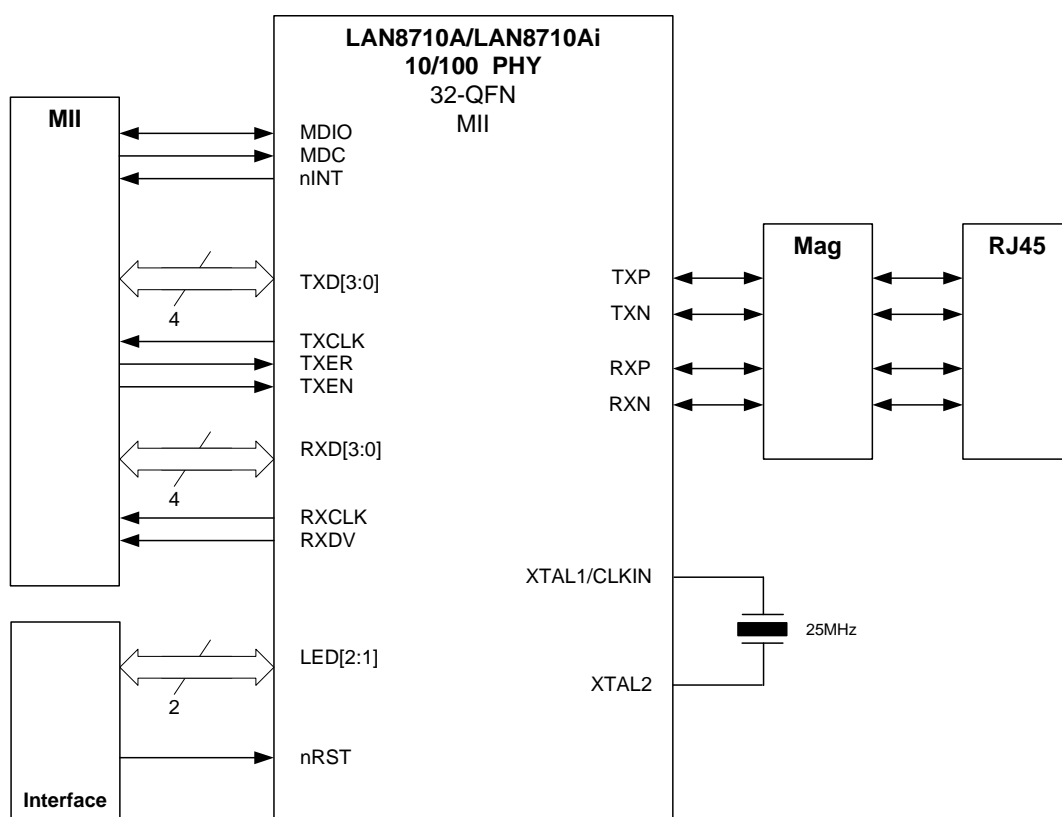 LAN8710A/LAN8710Ai
10/100 PHY
32-QFN
MII
MII
MDIO
MDC
nINT
TXD[3:0]
4
TXCLK
TXER
TXEN
RXD[3:0]
4
RXCLK
RXDV
TXP
TXN
RXP
RXN
Mag
RJ45
XTAL1/CLKIN
25MHz
XTAL2
LED[2:1]
2
nRST
Interface